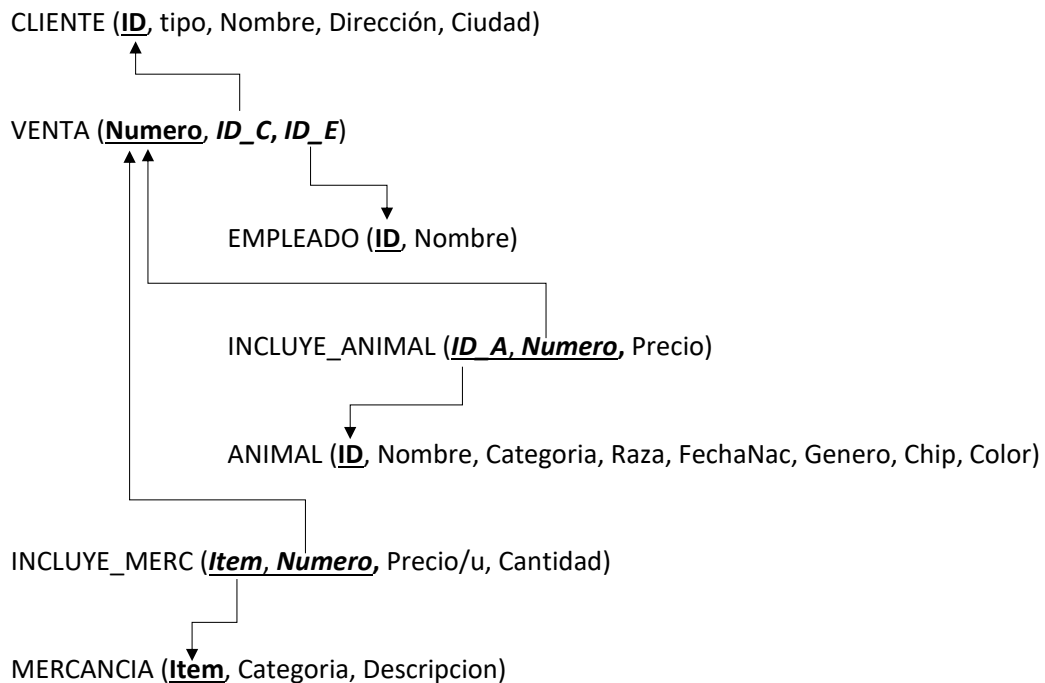 CLIENTE (ID, tipo, Nombre, Dirección, Ciudad)
VENTA (Numero, ID_C, ID_E)
EMPLEADO (ID, Nombre)
INCLUYE_ANIMAL (ID_A, Numero, Precio)
ANIMAL (ID, Nombre, Categoria, Raza, FechaNac, Genero, Chip, Color)
INCLUYE_MERC (Item, Numero, Precio/u, Cantidad)
MERCANCIA (Item, Categoria, Descripcion)